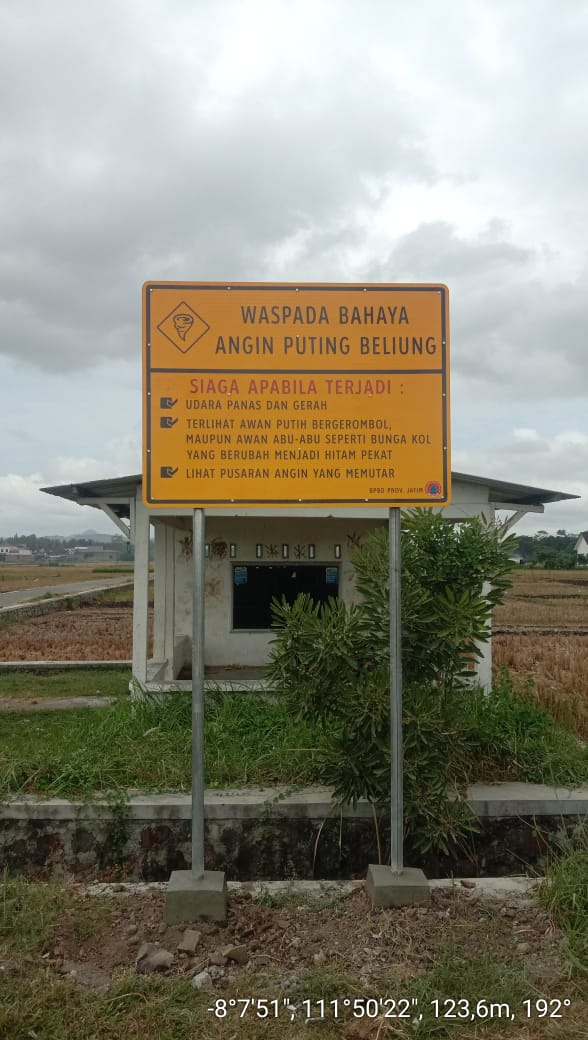 WASPADA BAHAYA
ANGIN PUTING BELIUNG
SIAGA APABILA TERJADI :
UDARA PANAS DAN GERAH
TERLIHAT AWAN PUTIH BERGEROMBOL,
MAUPUN AWAN ABU-ABU SEPERTI BUNGA KOL
YANG BERUBAH MENJADI HITAM PEKAT
LIHAT PUSARAN ANGIN YANG MEMUTAR
BPBD PROV. JATIM
-8°7'51", 111°50'22", 123,6m, 192°